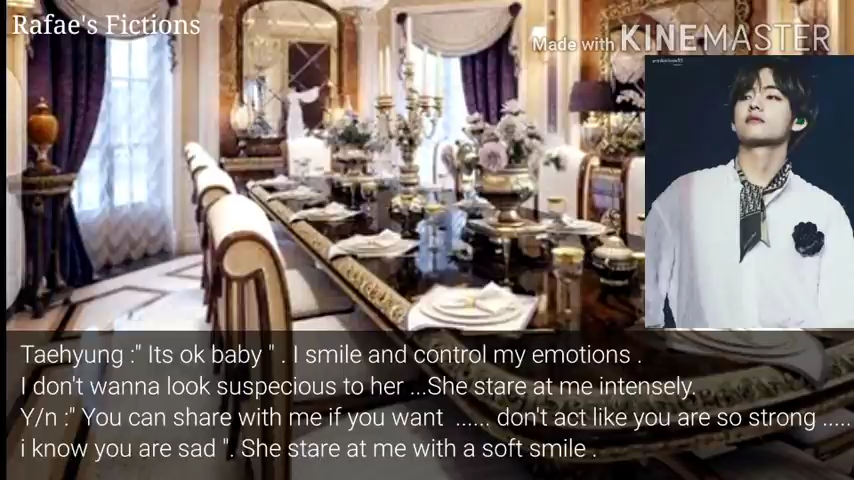 Rafae's Fictions
Made with KINEMASTER
Taehyung :" Its ok baby " . I smile and control my emotions .
I don't wanna look suspecious to her ...She stare at me intensely.
Y/n :" You can share with me if you want ...... don't act like you are so strong .....
i know you are sad ". She stare at me with a soft smile .